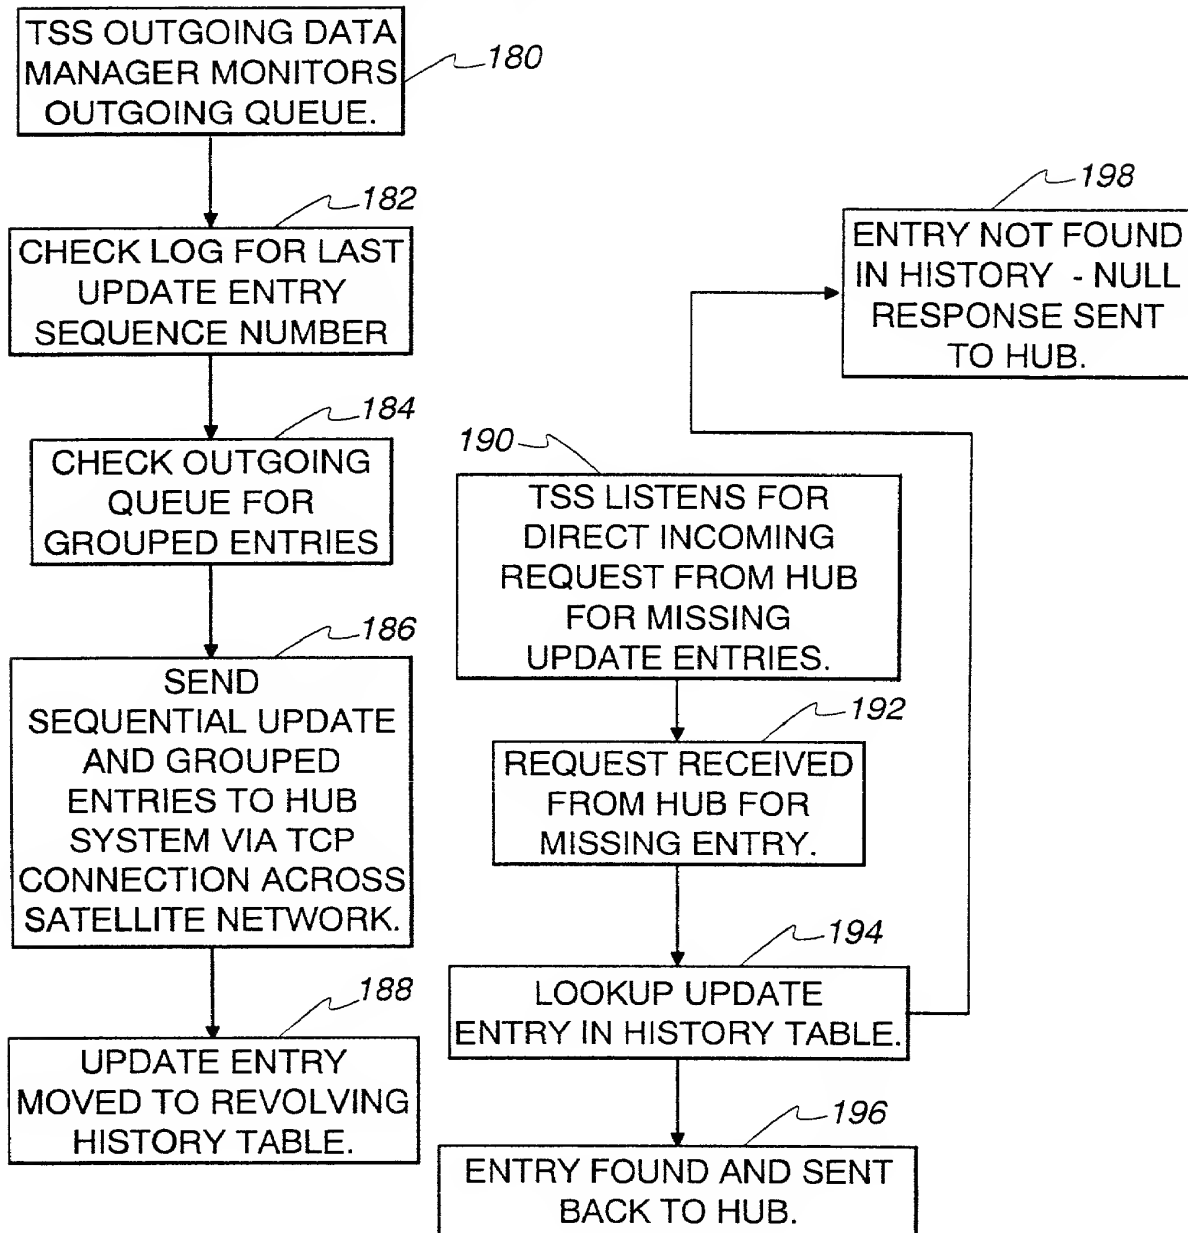 TSS OUTGOING DATA
MANAGER MONITORS
OUTGOING QUEUE.
180
182
CHECK LOG FOR LAST
UPDATE ENTRY
SEQUENCE NUMBER
184
CHECK OUTGOING
QUEUE FOR
GROUPED ENTRIES
186
SEND
SEQUENTIAL UPDATE
AND GROUPED
ENTRIES TO HUB
SYSTEM VIA TCP
CONNECTION ACROSS
SATELLITE NETWORK.
188
UPDATE ENTRY
MOVED TO REVOLVING
HISTORY TABLE.
190
TSS LISTENS FOR
DIRECT INCOMING
REQUEST FROM HUB
FOR MISSING
UPDATE ENTRIES.
192
REQUEST RECEIVED
FROM HUB FOR
MISSING ENTRY.
194
LOOKUP UPDATE
ENTRY IN HISTORY TABLE.
196
ENTRY FOUND AND SENT
BACK TO HUB.
198
ENTRY NOT FOUND
IN HISTORY - NULL
RESPONSE SENT
TO HUB.